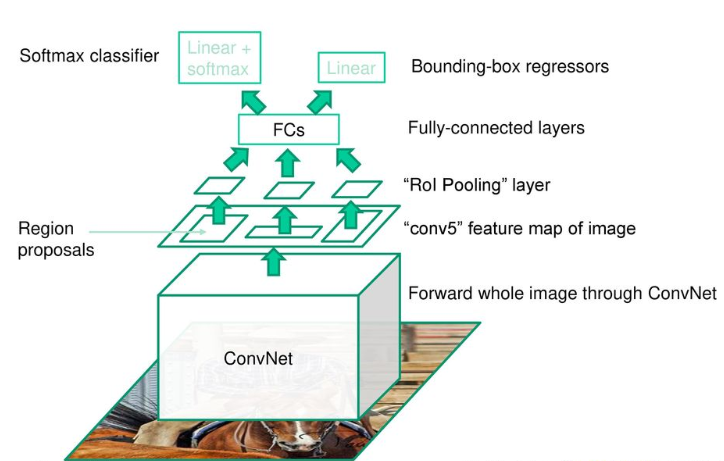 Softmax classifier
Linear +
softmax
Linear
Bounding-box regressors
FCs
Fully-connected layers
“RoI Pooling” layer
Region
proposals
“conv5” feature map of image
Forward whole image through ConvNet
ConvNet